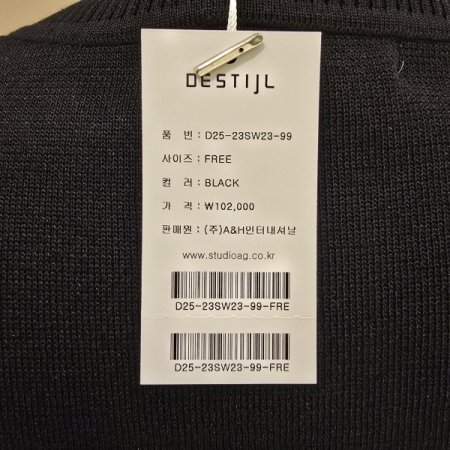 DESTIJL
품 번 : D25-23SW23-99
사이즈 : FREE
컬 러 : BLACK
가 격 : ₩102,000
판매원 : (주)A&H인터내셔날
www.studioag.co.kr
D25-23SW23-99-FRE
D25-23SW23-99-FRE